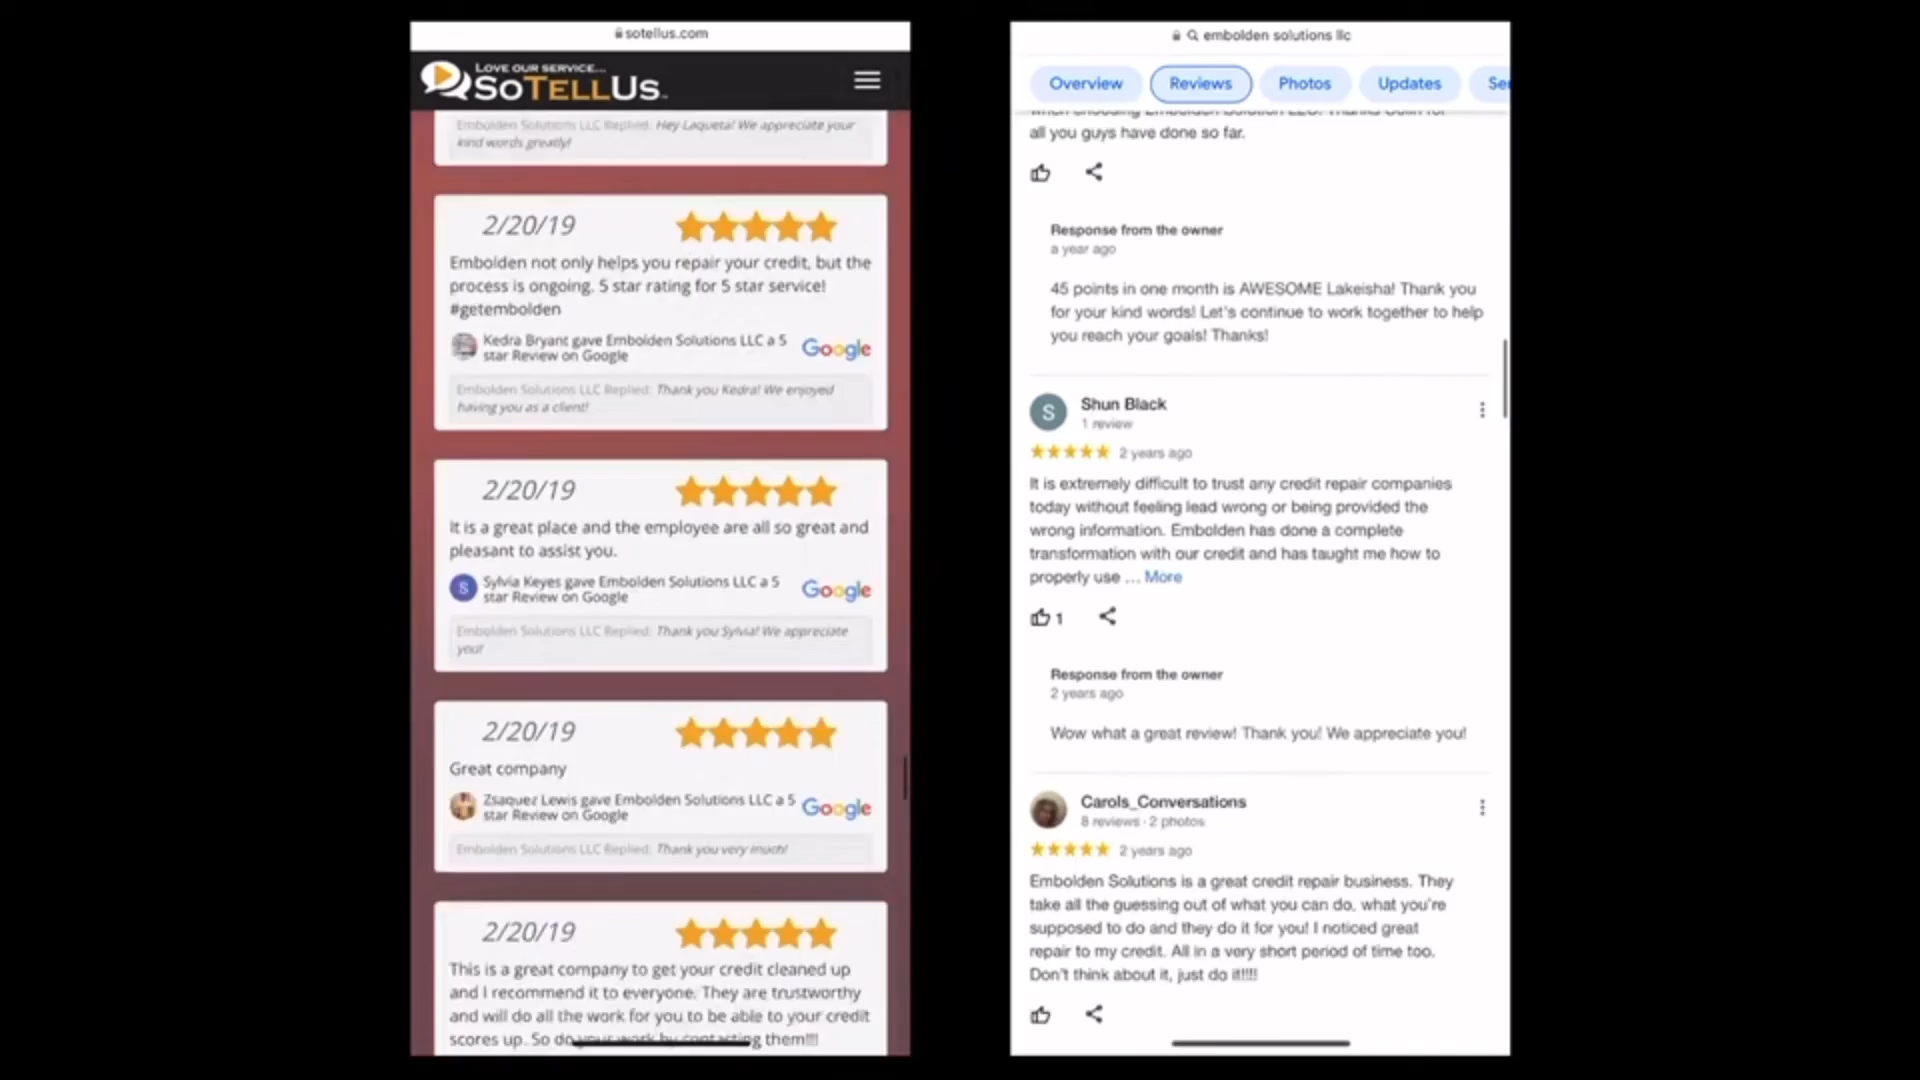 sotellus.com
LOVE OUR SERVICE...
SOTELLUS
Embolden Solutions LLC Replied: Hey Laqueta! We appreciate your
kind words greatly!
2/20/19
Embolden not only helps you repair your credit, but the
process is ongoing. 5 star rating for 5 star service!
#getembolden
Kedra Bryant gave Embolden Solutions LLC a 5
star Review on Google
Google
Embolden Solutions LLC Replied: Thank you Kedra! We enjoyed
having you as a client!
2/20/19
It is a great place and the employee are all so great and
pleasant to assist you.
S
Sylvia Keyes gave Embolden Solutions LLC a 5
star Review on Google
Google
Embolden Solutions LLC Replied: Thank you Sylvia! We appreciate
you!
2/20/19
Great company
Zsaquez Lewis gave Embolden Solutions LLC a 5
star Review on Google
Google
Embolden Solutions LLC Replied: Thank you very much!
2/20/19
This is a great company to get your credit cleaned up
and I recommend it to everyone. They are trustworthy
and will do all the work for you to be able to your credit
scores up. So do your work by contacting them!!!
embolden solutions llc
Overview
Reviews
Photos
Updates
Ser
when choosing Embolden Solution LLC. Thanks Colin for
all you guys have done so far.
Response from the owner
a year ago
45 points in one month is AWESOME Lakeisha! Thank you
for your kind words! Let's continue to work together to help
you reach your goals! Thanks!
S
Shun Black
1 review
2 years ago
It is extremely difficult to trust any credit repair companies
today without feeling lead wrong or being provided the
wrong information. Embolden has done a complete
transformation with our credit and has taught me how to
properly use ... More
1
Response from the owner
2 years ago
Wow what a great review! Thank you! We appreciate you!
Carols_Conversations
8 reviews · 2 photos
2 years ago
Embolden Solutions is a great credit repair business. They
take all the guessing out of what you can do, what you're
supposed to do and they do it for you! I noticed great
repair to my credit. All in a very short period of time too.
Don't think about it, just do it!!!!